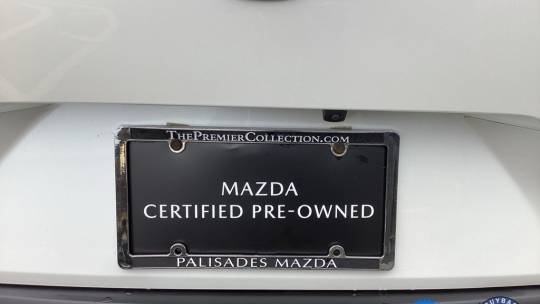 THEPREMIERCOLLECTION.COM
MAZDA
CERTIFIED PRE-OWNED
PALISADES MAZDA